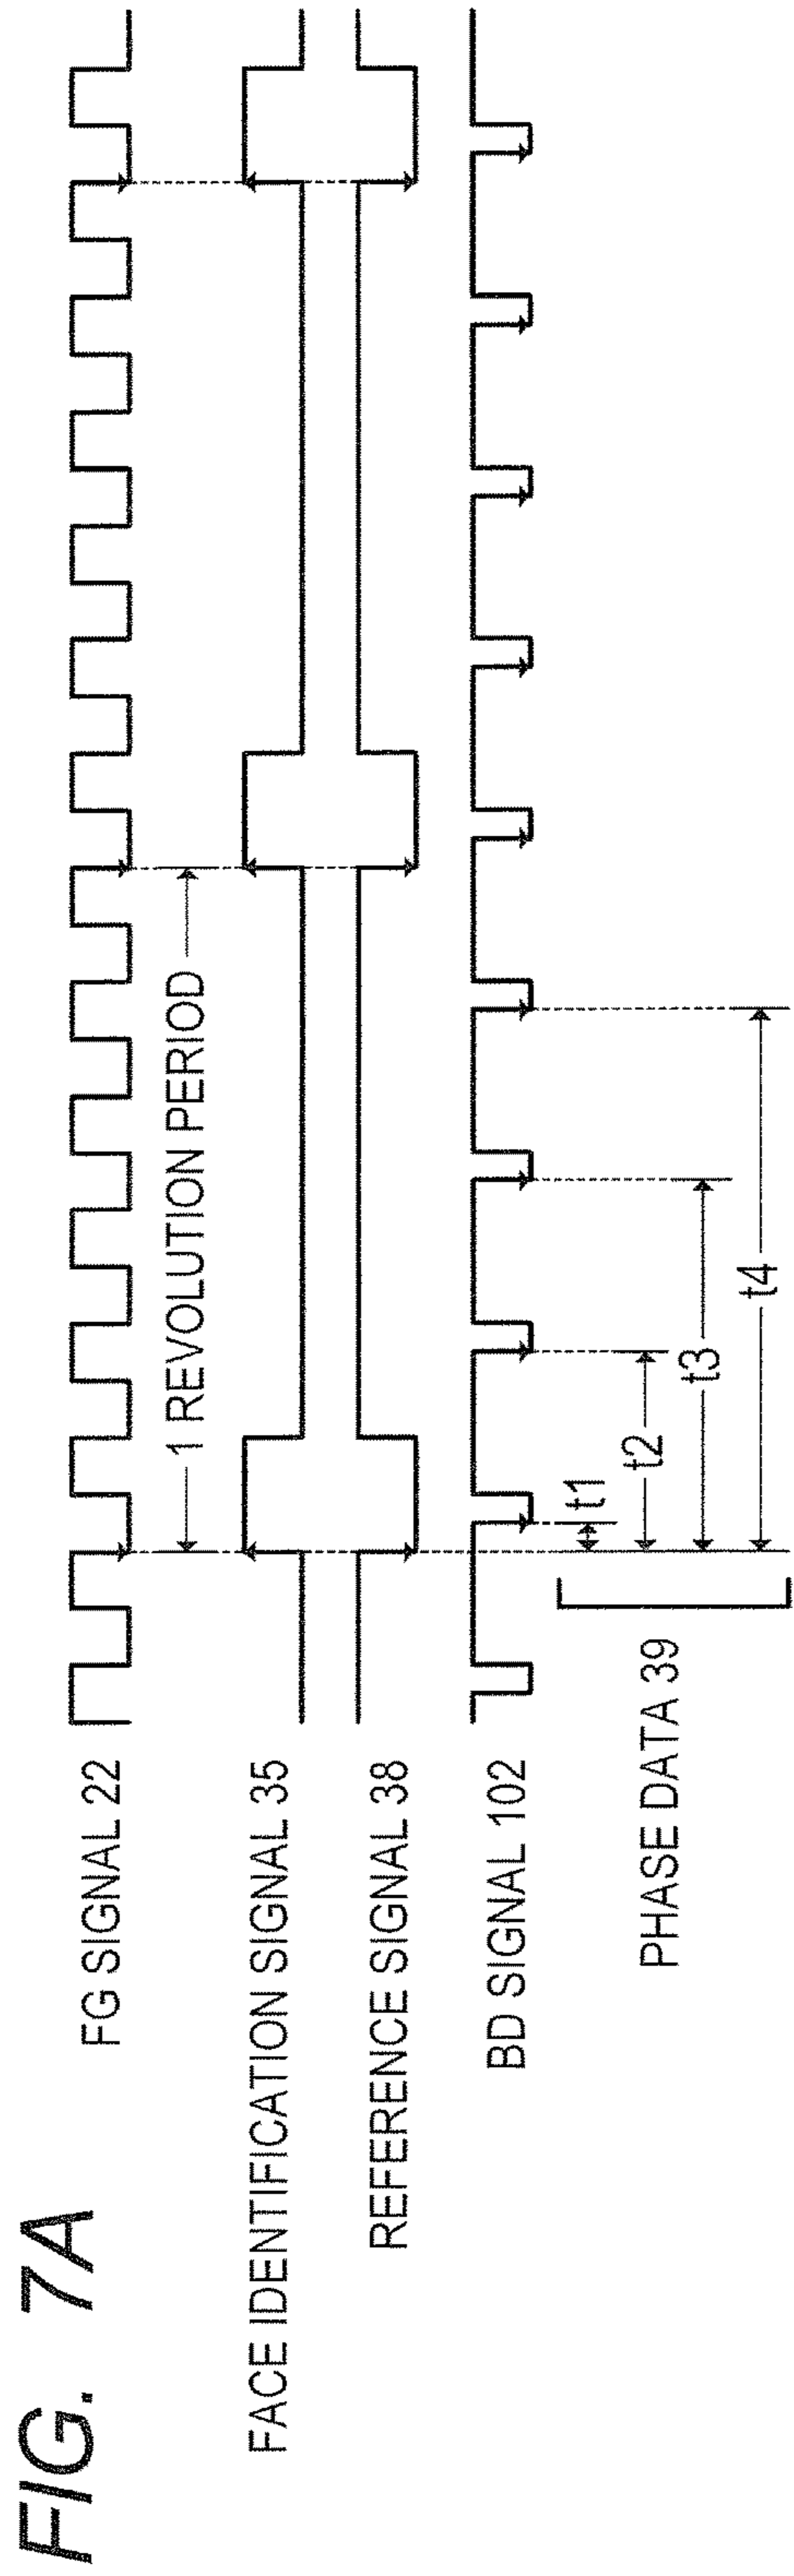 FIG. 7A
FG SIGNAL 22
1 REVOLUTION PERIOD
FACE IDENTIFICATION SIGNAL 35
REFERENCE SIGNAL 38
BD SIGNAL 102
PHASE DATA 39
t1
t2
t3
t4